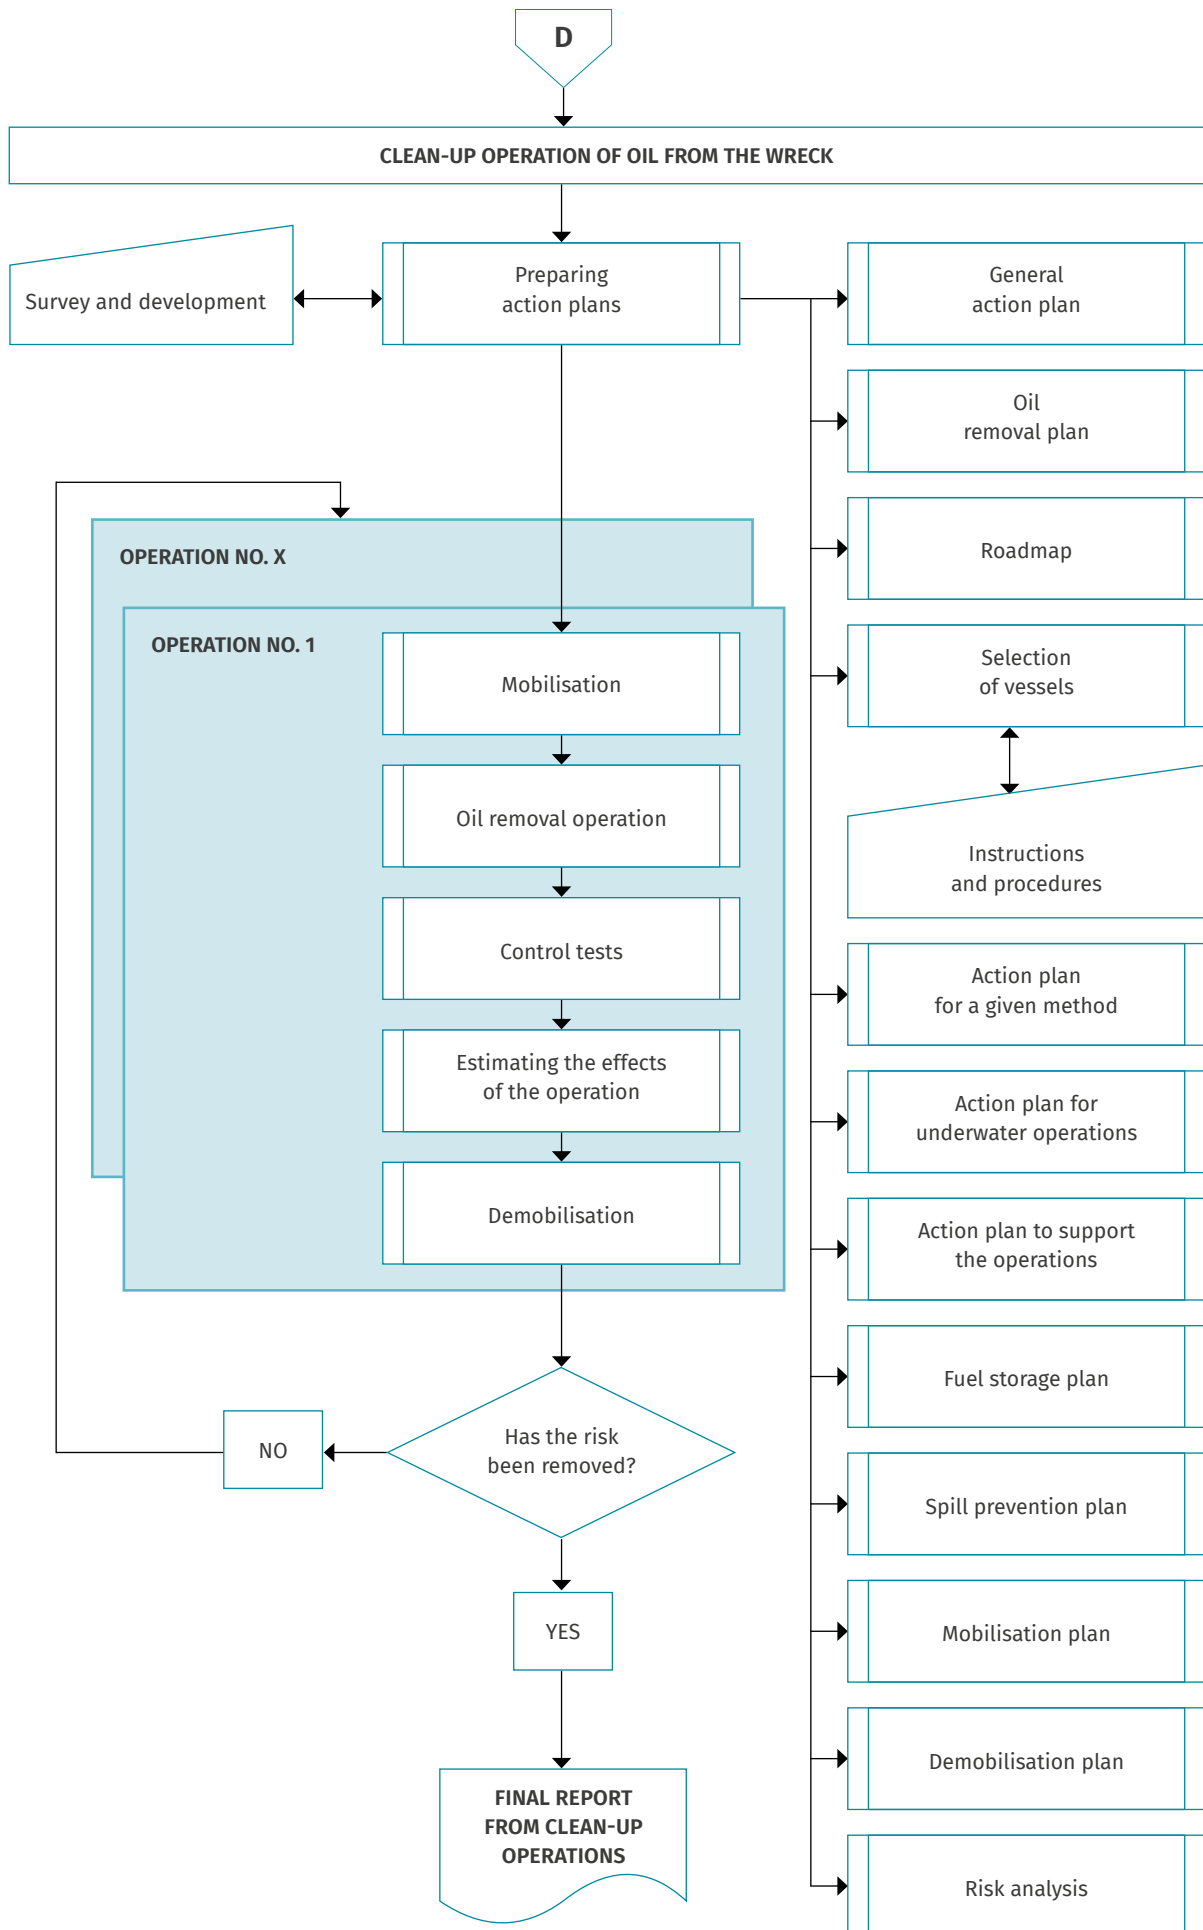 D
CLEAN-UP OPERATION OF OIL FROM THE WRECK
Survey and development
Preparing
action plans
General
action plan
Oil
removal plan
Roadmap
Selection
of vessels
Instructions
and procedures
Action plan
for a given method
Action plan for
underwater operations
Action plan to support
the operations
Fuel storage plan
Spill prevention plan
Mobilisation plan
Demobilisation plan
Risk analysis
OPERATION NO. X
OPERATION NO. 1
Mobilisation
Oil removal operation
Control tests
Estimating the effects
of the operation
Demobilisation
Has the risk
been removed?
NO
YES
FINAL REPORT
FROM CLEAN-UP
OPERATIONS